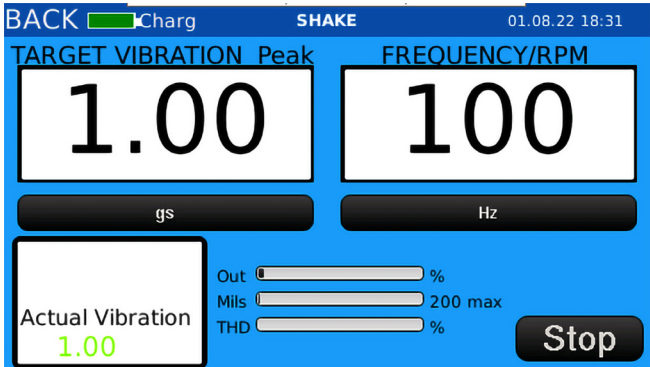 BACK Charg SHAKE 01.08.22 18:31
TARGET VIBRATION Peak FREQUENCY/RPM
1.00 100
gs Hz
Out %
Mils 200 max
Actual Vibration THD %
1.00 Stop